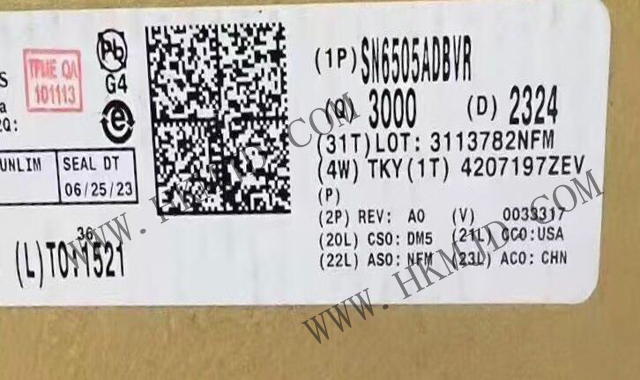 S
a
2Q:
TPME QA
101113
Pb
G4
e
UNLIM
SEAL DT
06/25/23
36
(1P) SN6505ADBVR
(Q) 3000 (D) 2324
(31T)LOT: 3113782NFM
(4W) TKY(1T) 4207197ZEV
(P)
(2P) REV: A0 (V) 0033317
(20L) CSO: DM5 (21L) CCO:USA
(22L) ASO: NFM (23L) ACO: CHN
WWW.HKMJD.COM
WWW.HKMJD.COM